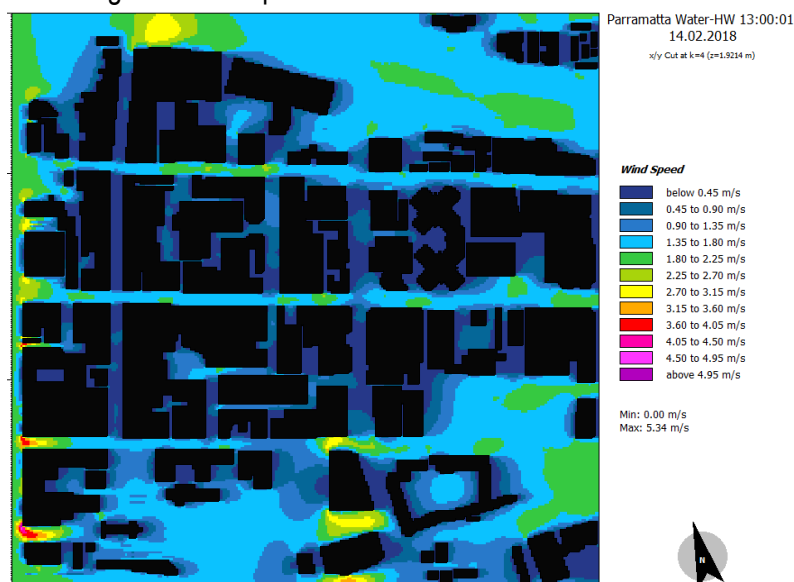 Parramatta Water-HW 13:00:01
14.02.2018
x/y Cut at k=4 (z=1.9214 m)
Wind Speed
below 0.45 m/s
0.45 to 0.90 m/s
0.90 to 1.35 m/s
1.35 to 1.80 m/s
1.80 to 2.25 m/s
2.25 to 2.70 m/s
2.70 to 3.15 m/s
3.15 to 3.60 m/s
3.60 to 4.05 m/s
4.05 to 4.50 m/s
4.50 to 4.95 m/s
above 4.95 m/s
Min: 0.00 m/s
Max: 5.34 m/s
N